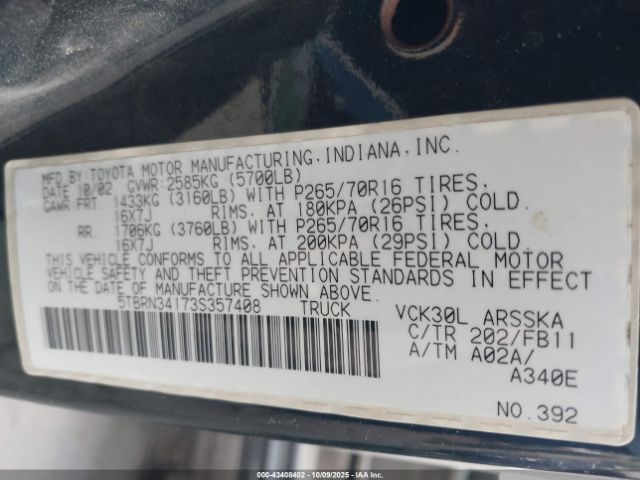 MFD.BY:TOYOTA MOTOR MANUFACTURING,INDIANA,INC.
DATE 10/02 GVWR:2585KG (5700LB)
GAWR:FRT. 1433KG (3160LB) WITH P265/70R16 TIRES.
16X7J RIMS. AT 180KPA (26PSI) COLD.
RR. 1706KG (3760LB) WITH P265/70R16 TIRES.
16X7J RIMS. AT 200KPA (29PSI) COLD.
THIS VEHICLE CONFORMS TO ALL APPLICABLE FEDERAL MOTOR
VEHICLE SAFETY AND THEFT PREVENTION STANDARDS IN EFFECT
ON THE DATE OF MANUFACTURE SHOWN ABOVE.
5TBRN34173S357408 TRUCK
VCK30L ARSSKA
C/TR 202/FB11
A/TM A02A/
A340E
NO.392
000-43408402 - 10/09/2025 - IAAI.com